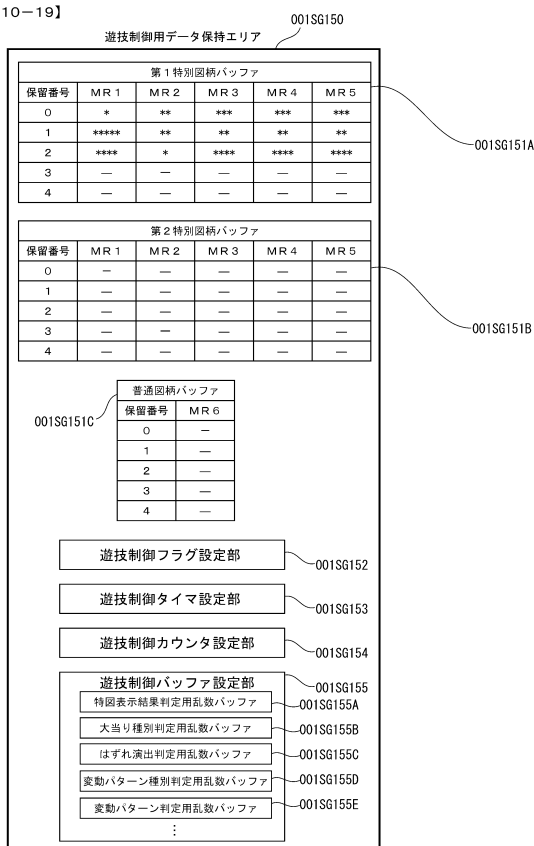 10－19】
001SG150
遊技制御用データ保持エリア
第１特別図柄バッファ
保留番号 ＭＲ１ ＭＲ２ ＭＲ３ ＭＲ４ ＭＲ５
0 * ** *** *** ***
1 ***** ** ** ** **
2 **** * **** **** ****
3 — — — — —
4 — — — — —
001SG151A
第２特別図柄バッファ
保留番号 ＭＲ１ ＭＲ２ ＭＲ３ ＭＲ４ ＭＲ５
0 — — — — —
1 — — — — —
2 — — — — —
3 — — — — —
4 — — — — —
001SG151B
普通図柄バッファ
保留番号 ＭＲ６
0 —
1 —
2 —
3 —
4 —
001SG151C
遊技制御フラグ設定部
001SG152
遊技制御タイマ設定部
001SG153
遊技制御カウンタ設定部
001SG154
遊技制御バッファ設定部
001SG155
特図表示結果判定用乱数バッファ
001SG155A
大当り種別判定用乱数バッファ
001SG155B
はずれ演出判定用乱数バッファ
001SG155C
変動パターン種別判定用乱数バッファ
001SG155D
変動パターン判定用乱数バッファ
001SG155E
⋮